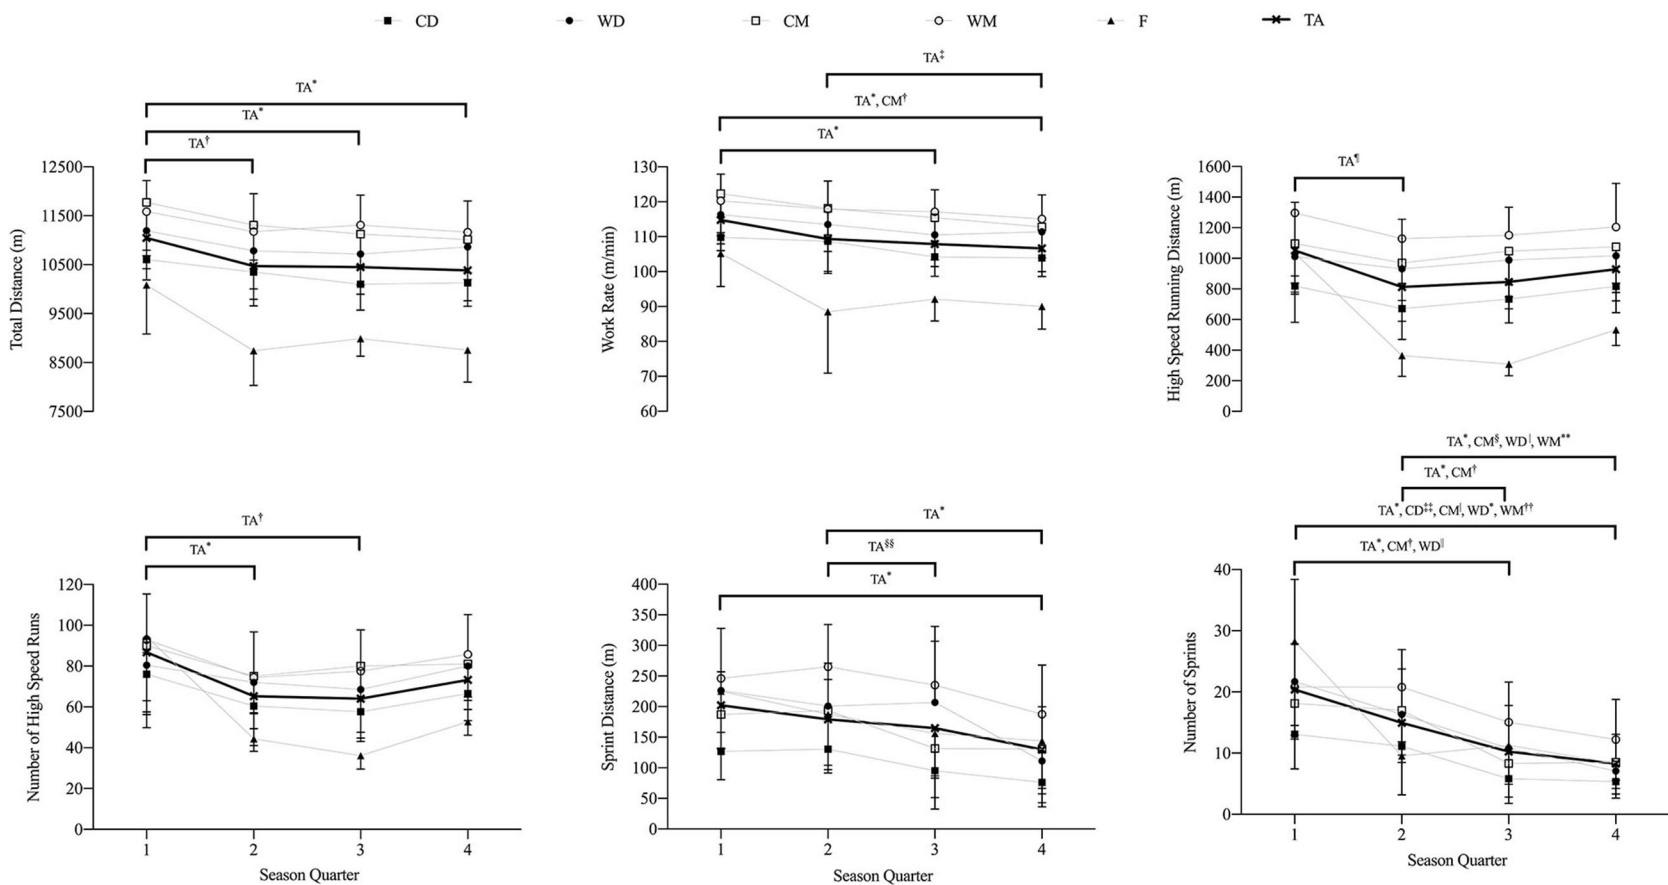 CD WD CM WM F TA
TA*
TA*
TA†
Total Distance (m)
12500
11500
10500
9500
8500
7500
TA‡
TA*, CM†
TA*
Work Rate (m/min)
130
120
110
100
90
80
70
60
TA¶
High Speed Running Distance (m)
1600
1400
1200
1000
800
600
400
200
0
TA†
TA*
Number of High Speed Runs
120
100
80
60
40
20
0
1 2 3 4
Season Quarter
TA*
TA§§
TA*
Sprint Distance (m)
400
350
300
250
200
150
100
50
0
1 2 3 4
Season Quarter
TA*, CM§, WD|, WM**
TA*, CM†
TA*, CD‡‡, CM|, WD*, WM††
TA*, CM†, WD||
Number of Sprints
40
30
20
10
0
1 2 3 4
Season Quarter